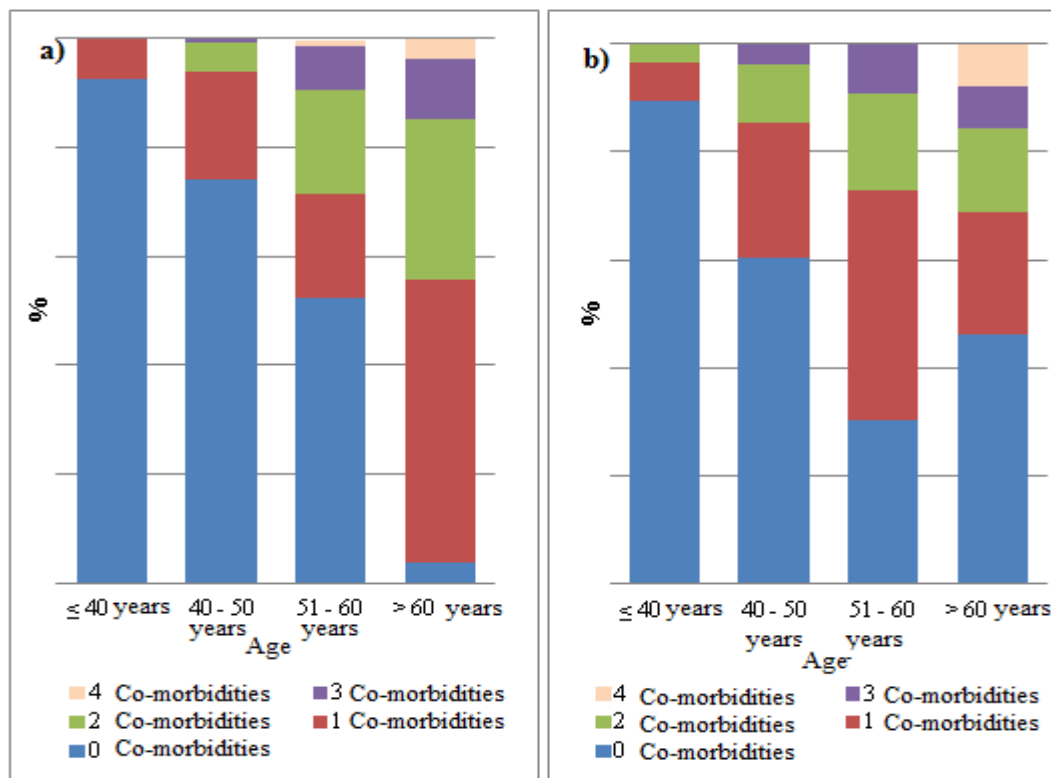 a)
%
≤ 40 years
40 - 50
years
51 - 60
years
> 60 years
Age
4 Co-morbidities
3 Co-morbidities
2 Co-morbidities
1 Co-morbidities
0 Co-morbidities
b)
%
≤ 40 years
40 - 50
years
51 - 60
years
> 60 years
Age
4 Co-morbidities
3 Co-morbidities
2 Co-morbidities
1 Co-morbidities
0 Co-morbidities